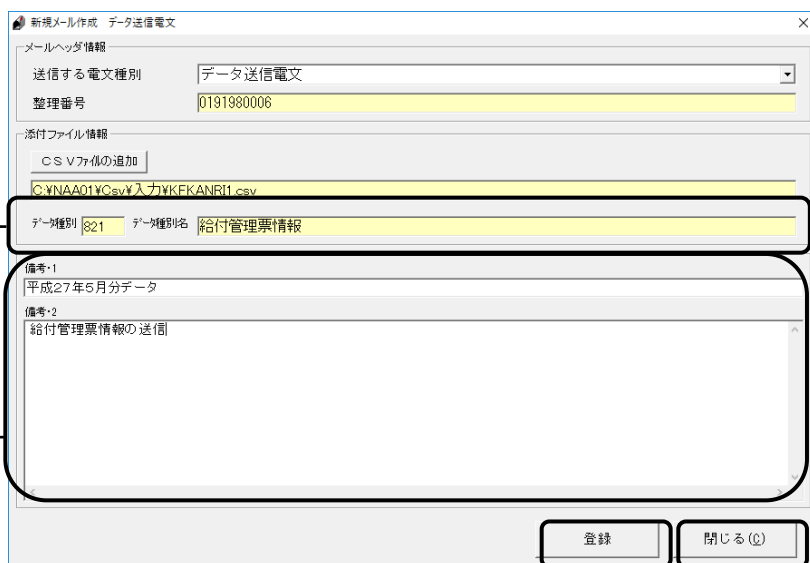 新規メール作成 データ送信電文
メールヘッダ情報
送信する電文種別 データ送信電文
整理番号 0191980006
添付ファイル情報
ＣＳＶﾌｧｲﾙの追加
C:¥NAA01¥Csv¥入力¥KFKANRI1.csv
ﾃﾞｰﾀ種別 821 ﾃﾞｰﾀ種別名 給付管理票情報
備考･1
平成27年5月分データ
備考･2
給付管理票情報の送信
登録 閉じる(C)